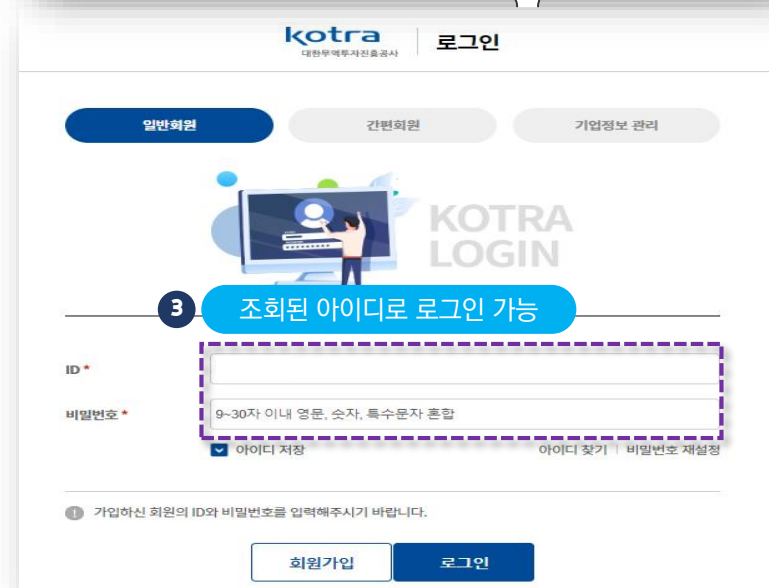 kotra
대한무역투자진흥공사
로그인
일반회원 간편회원 기업정보 관리
KOTRA
LOGIN
3 조회된 아이디로 로그인 가능
ID *
비밀번호 * 9~30자 이내 영문, 숫자, 특수문자 혼합
아이디 저장 아이디 찾기 | 비밀번호 재설정
! 가입하신 회원의 ID와 비밀번호를 입력해주시기 바랍니다.
회원가입 로그인